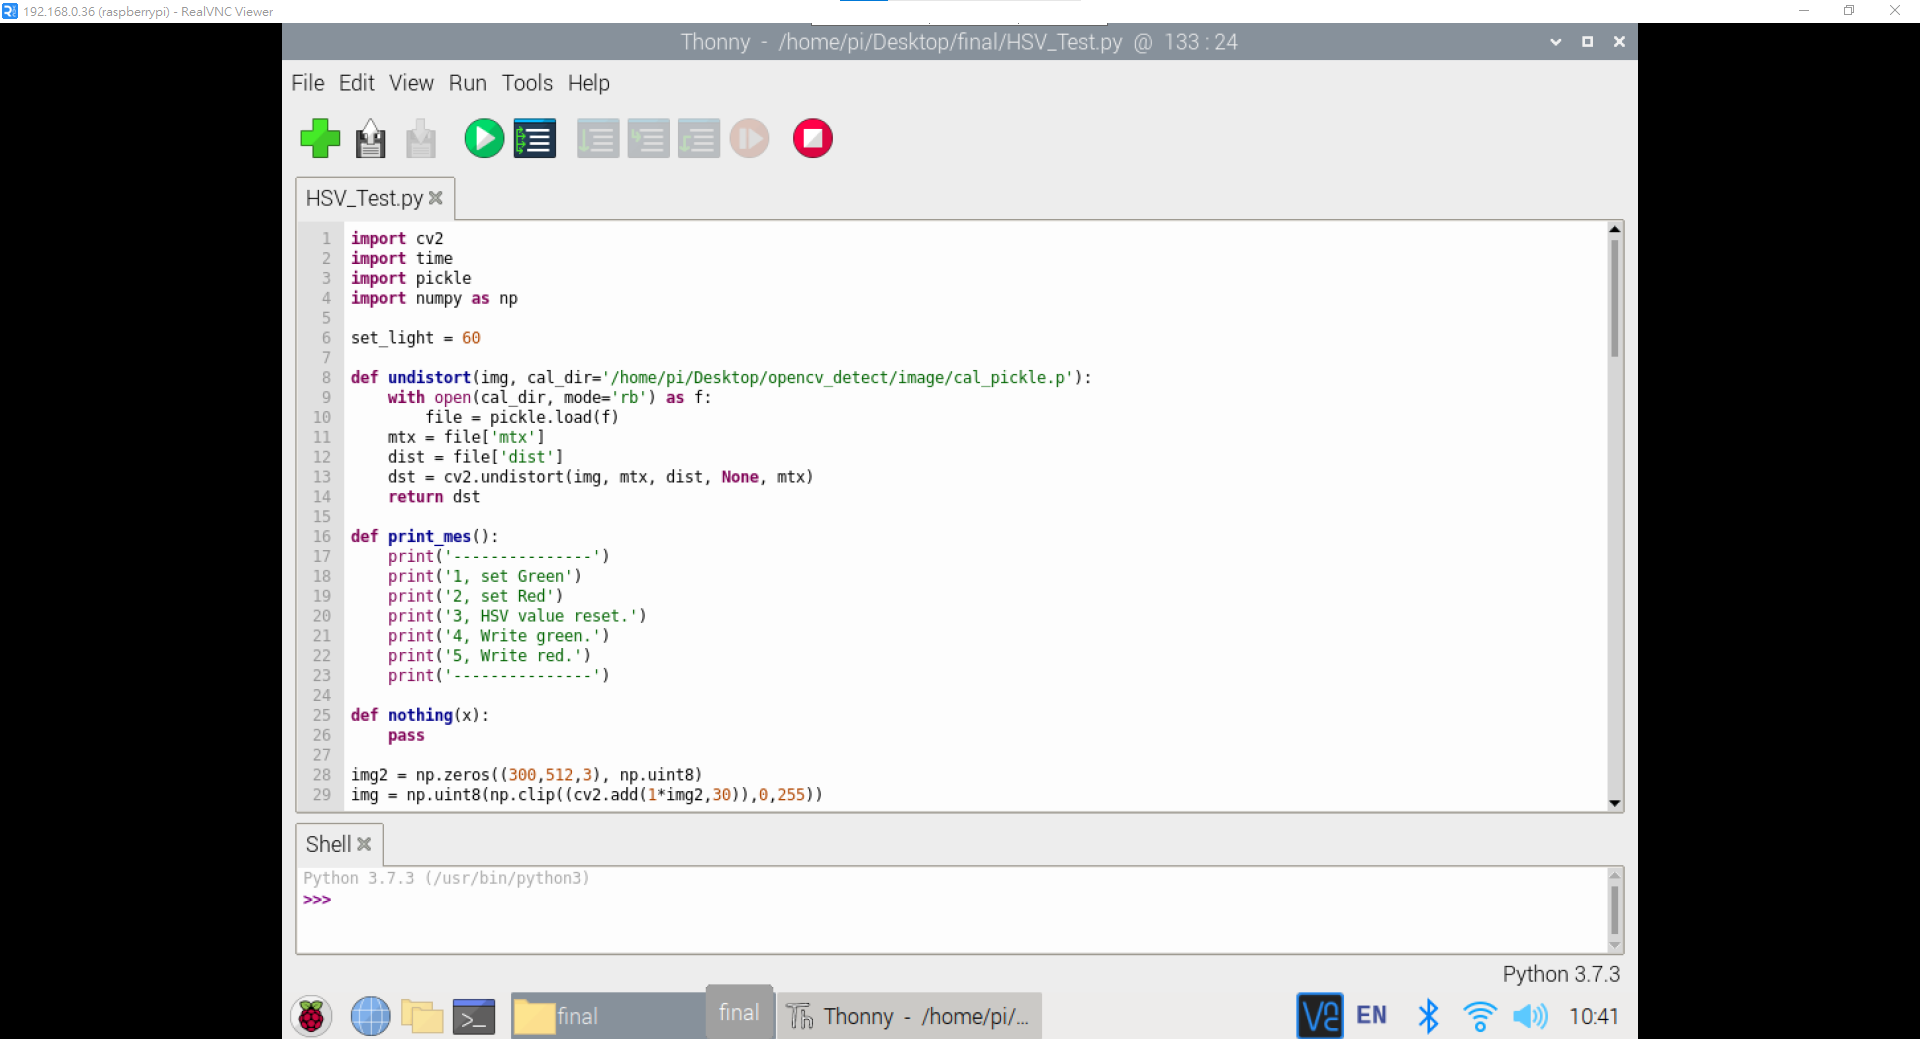 192.168.0.36 (raspberrypi) - RealVNC Viewer
Thonny - /home/pi/Desktop/final/HSV_Test.py @ 133 : 24
File Edit View Run Tools Help
HSV_Test.py
1 import cv2
2 import time
3 import pickle
4 import numpy as np
5
6 set_light = 60
7
8 def undistort(img, cal_dir='/home/pi/Desktop/opencv_detect/image/cal_pickle.p'):
9     with open(cal_dir, mode='rb') as f:
10         file = pickle.load(f)
11     mtx = file['mtx']
12     dist = file['dist']
13     dst = cv2.undistort(img, mtx, dist, None, mtx)
14     return dst
15
16 def print_mes():
17     print('---------------')
18     print('1, set Green')
19     print('2, set Red')
20     print('3, HSV value reset.')
21     print('4, Write green.')
22     print('5, Write red.')
23     print('---------------')
24
25 def nothing(x):
26     pass
27
28 img2 = np.zeros((300,512,3), np.uint8)
29 img = np.uint8(np.clip((cv2.add(1*img2,30)),0,255))
Shell
Python 3.7.3 (/usr/bin/python3)
>>>
Python 3.7.3
final
final
Thonny - /home/pi/...
EN
10:41